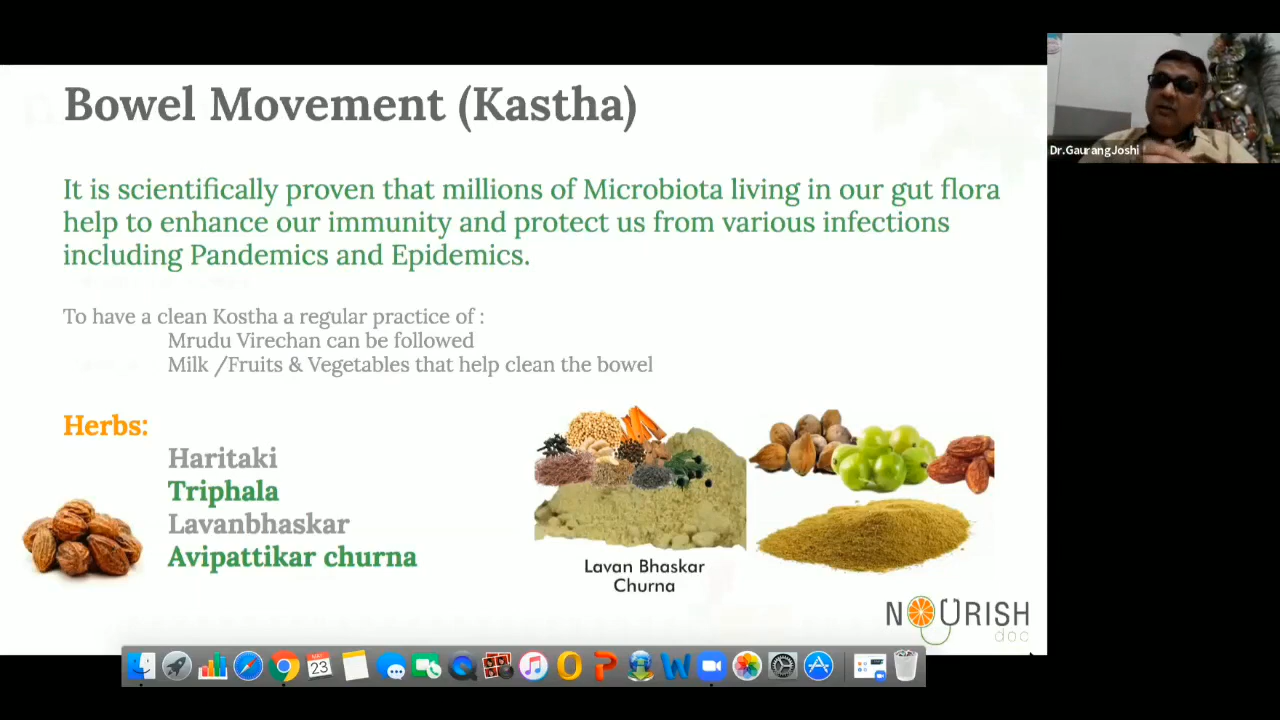 Bowel Movement (Kastha)
Dr.GaurangJoshi
It is scientifically proven that millions of Microbiota living in our gut flora
help to enhance our immunity and protect us from various infections
including Pandemics and Epidemics.
To have a clean Kostha a regular practice of :
Mrudu Virechan can be followed
Milk /Fruits & Vegetables that help clean the bowel
Herbs:
Haritaki
Triphala
Lavanbhaskar
Avipattikar churna
Lavan Bhaskar
Churna
NOURISH
doc
MAY
23